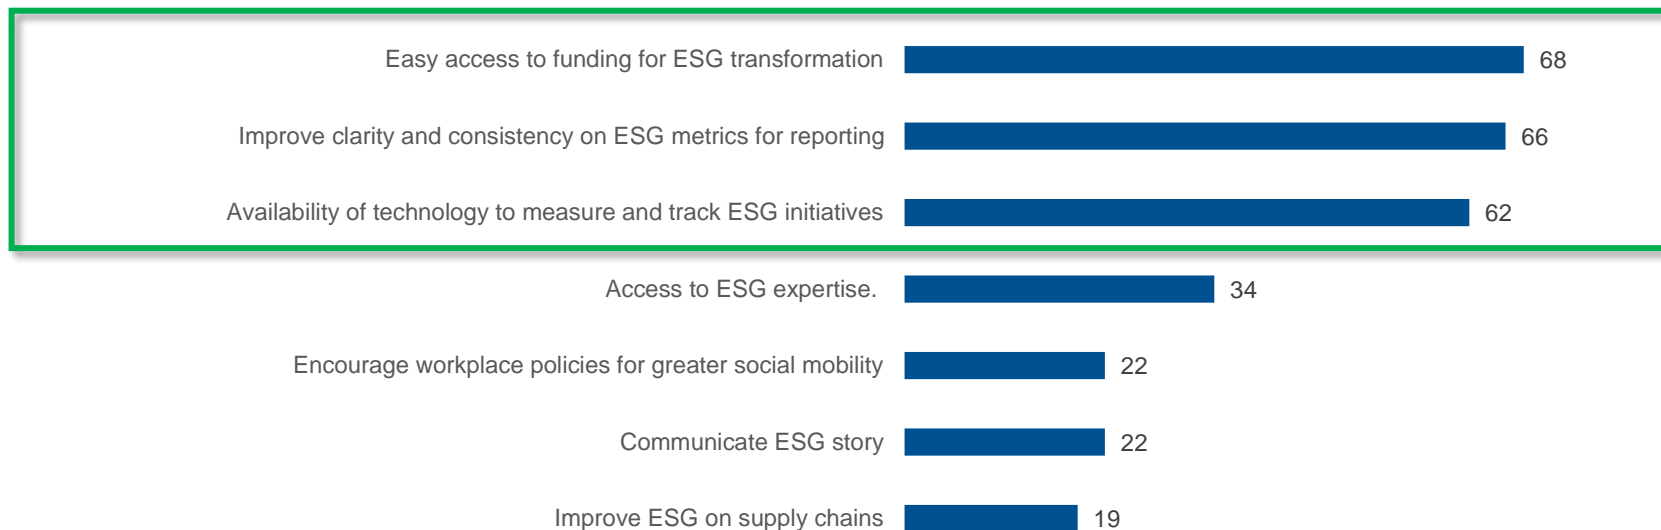 Easy access to funding for ESG transformation 68
Improve clarity and consistency on ESG metrics for reporting 66
Availability of technology to measure and track ESG initiatives 62
Access to ESG expertise. 34
Encourage workplace policies for greater social mobility 22
Communicate ESG story 22
Improve ESG on supply chains 19